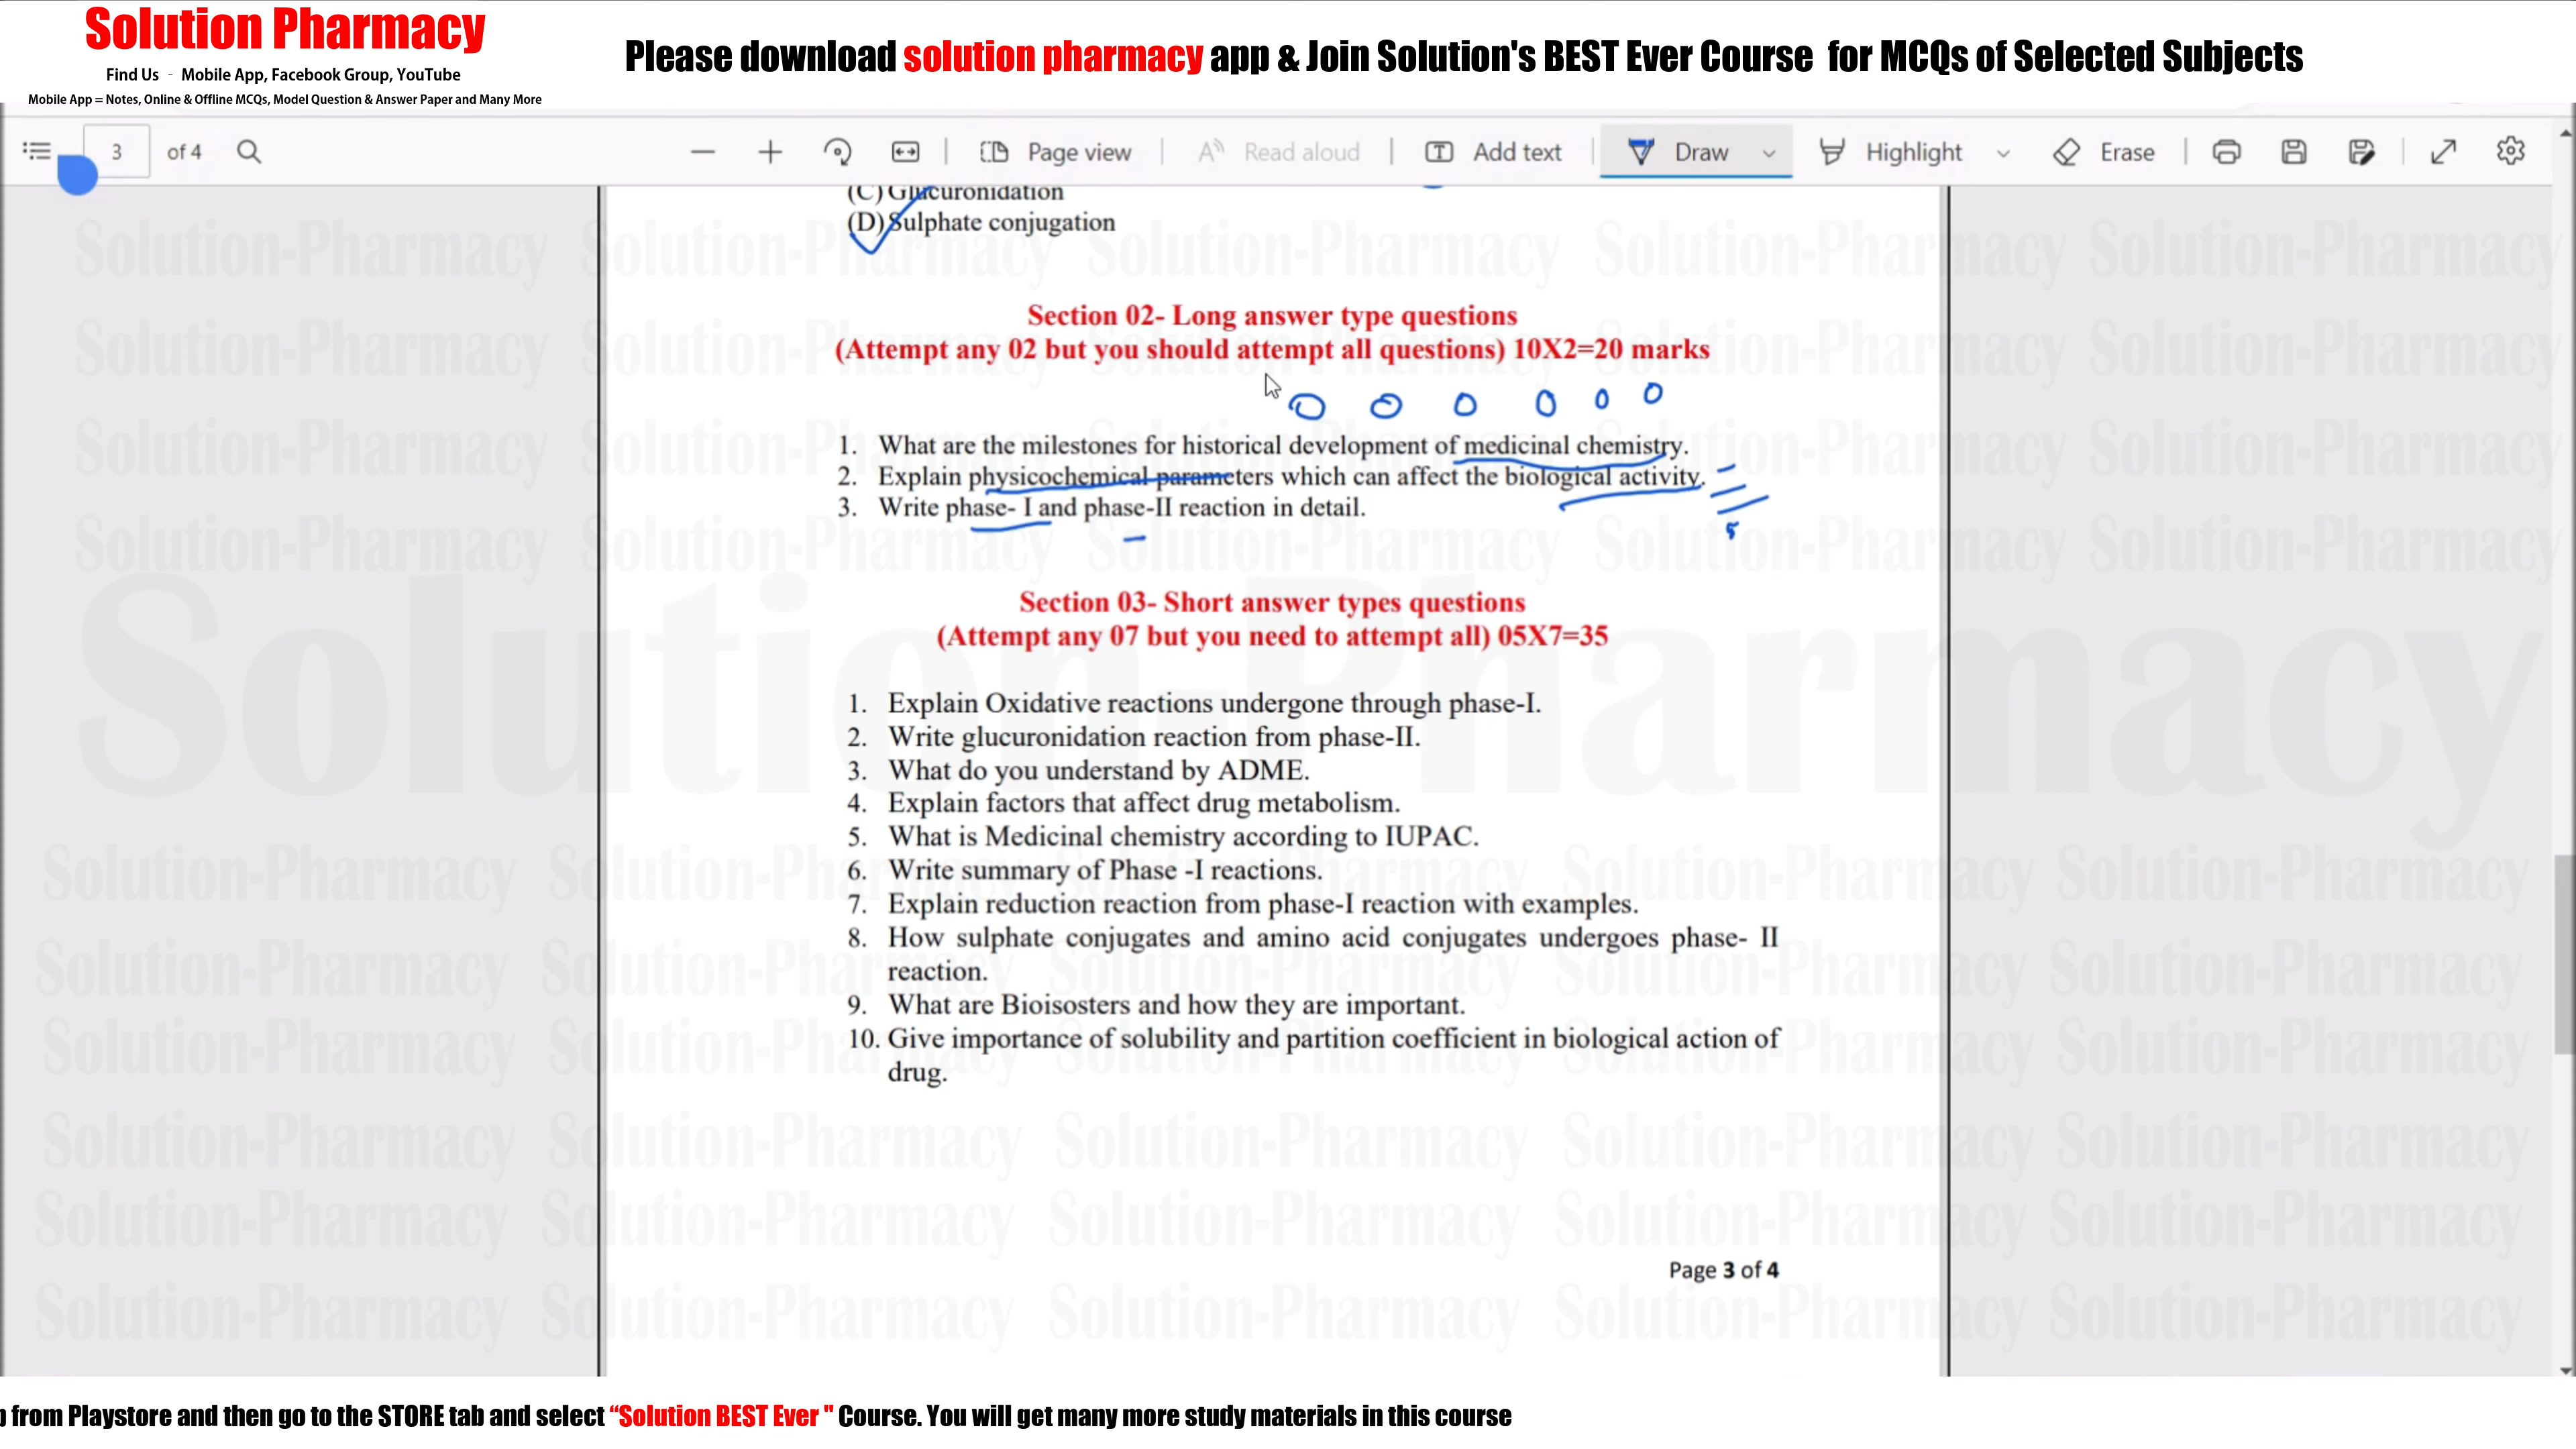 Solution Pharmacy
Find Us - Mobile App, Facebook Group, YouTube
Mobile App = Notes, Online & Offline MCQs, Model Question & Answer Paper and Many More
Please download solution pharmacy app & Join Solution's BEST Ever Course for MCQs of Selected Subjects
3 of 4
Page view
Read aloud
Add text
Draw
Highlight
Erase
(C) Glucuronidation
(D) Sulphate conjugation
Section 02- Long answer type questions
(Attempt any 02 but you should attempt all questions) 10X2=20 marks
1. What are the milestones for historical development of medicinal chemistry.
2. Explain physicochemical parameters which can affect the biological activity.
3. Write phase- I and phase-II reaction in detail.
Section 03- Short answer types questions
(Attempt any 07 but you need to attempt all) 05X7=35
1. Explain Oxidative reactions undergone through phase-I.
2. Write glucuronidation reaction from phase-II.
3. What do you understand by ADME.
4. Explain factors that affect drug metabolism.
5. What is Medicinal chemistry according to IUPAC.
6. Write summary of Phase -I reactions.
7. Explain reduction reaction from phase-I reaction with examples.
8. How sulphate conjugates and amino acid conjugates undergoes phase- II
reaction.
9. What are Bioisosters and how they are important.
10. Give importance of solubility and partition coefficient in biological action of
drug.
Page 3 of 4
Solution-Pharmacy
from Playstore and then go to the STORE tab and select “Solution BEST Ever " Course. You will get many more study materials in this course